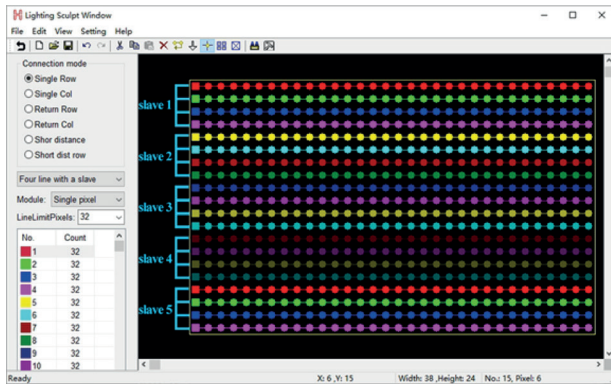 Lighting Sculpt Window
File Edit View Setting Help
Connection mode
Single Row
Single Col
Return Row
Return Col
Shor distance
Short dist row
Four line with a slave
Module: Single pixel
LineLimitPixels: 32
No. Count
1 32
2 32
3 32
4 32
5 32
6 32
7 32
8 32
9 32
10 32
slave 1
slave 2
slave 3
slave 4
slave 5
Ready X: 6 ,Y: 15 Width: 38 ,Height: 24 No.: 15, Pixel: 6